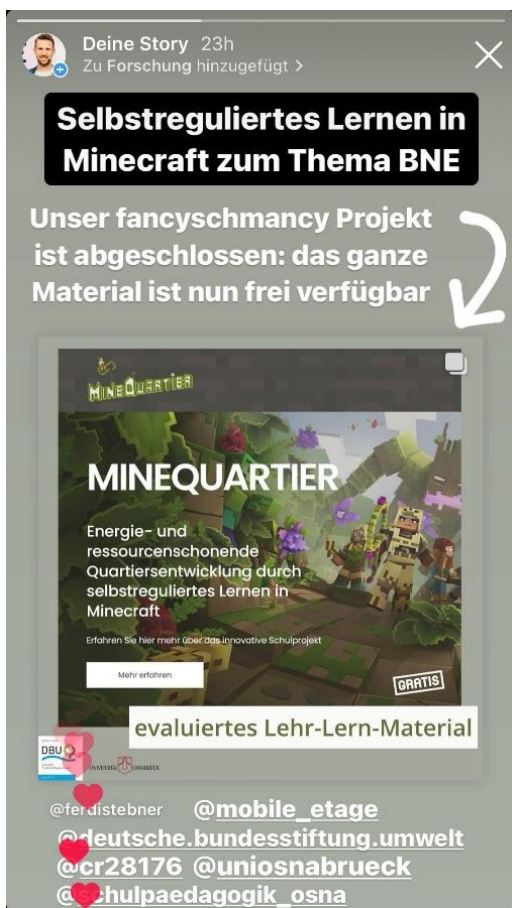 Deine Story 23h
Zu Forschung hinzugefügt >
Selbstreguliertes Lernen in
Minecraft zum Thema BNE
Unser fancyschmancy Projekt
ist abgeschlossen: das ganze
Material ist nun frei verfügbar
MINEQUARTIER
MINEQUARTIER
Energie- und
ressourcenschonende
Quartiersentwicklung durch
selbstreguliertes Lernen in
Minecraft
Erfahren Sie hier mehr über das innovative Schulprojekt
Mehr erfahren
GRATIS
evaluiertes Lehr-Lern-Material
DBU
UNIVERSITÄT OSNABRÜCK
@ferdistebner @mobile_etage
@deutsche.bundesstiftung.umwelt
@cr28176 @uniosnabrueck
@schulpaedagogik_osna